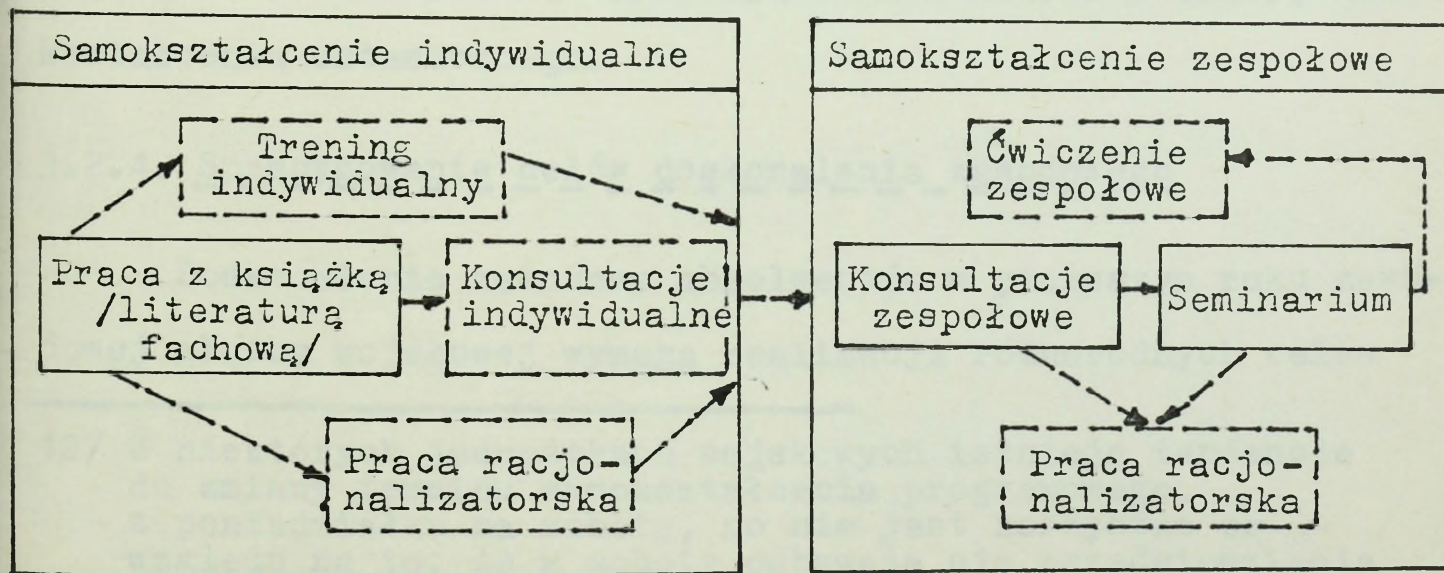 Samokształcenie indywidualne
Trening
indywidualny
Praca z książką
/literaturą
fachową/
Konsultacje
indywidualne
Praca racjo-
nalizatorska
Samokształcenie zespołowe
Ćwiczenie
zespołowe
Konsultacje
zespołowe
Seminarium
Praca racjo-
nalizatorska